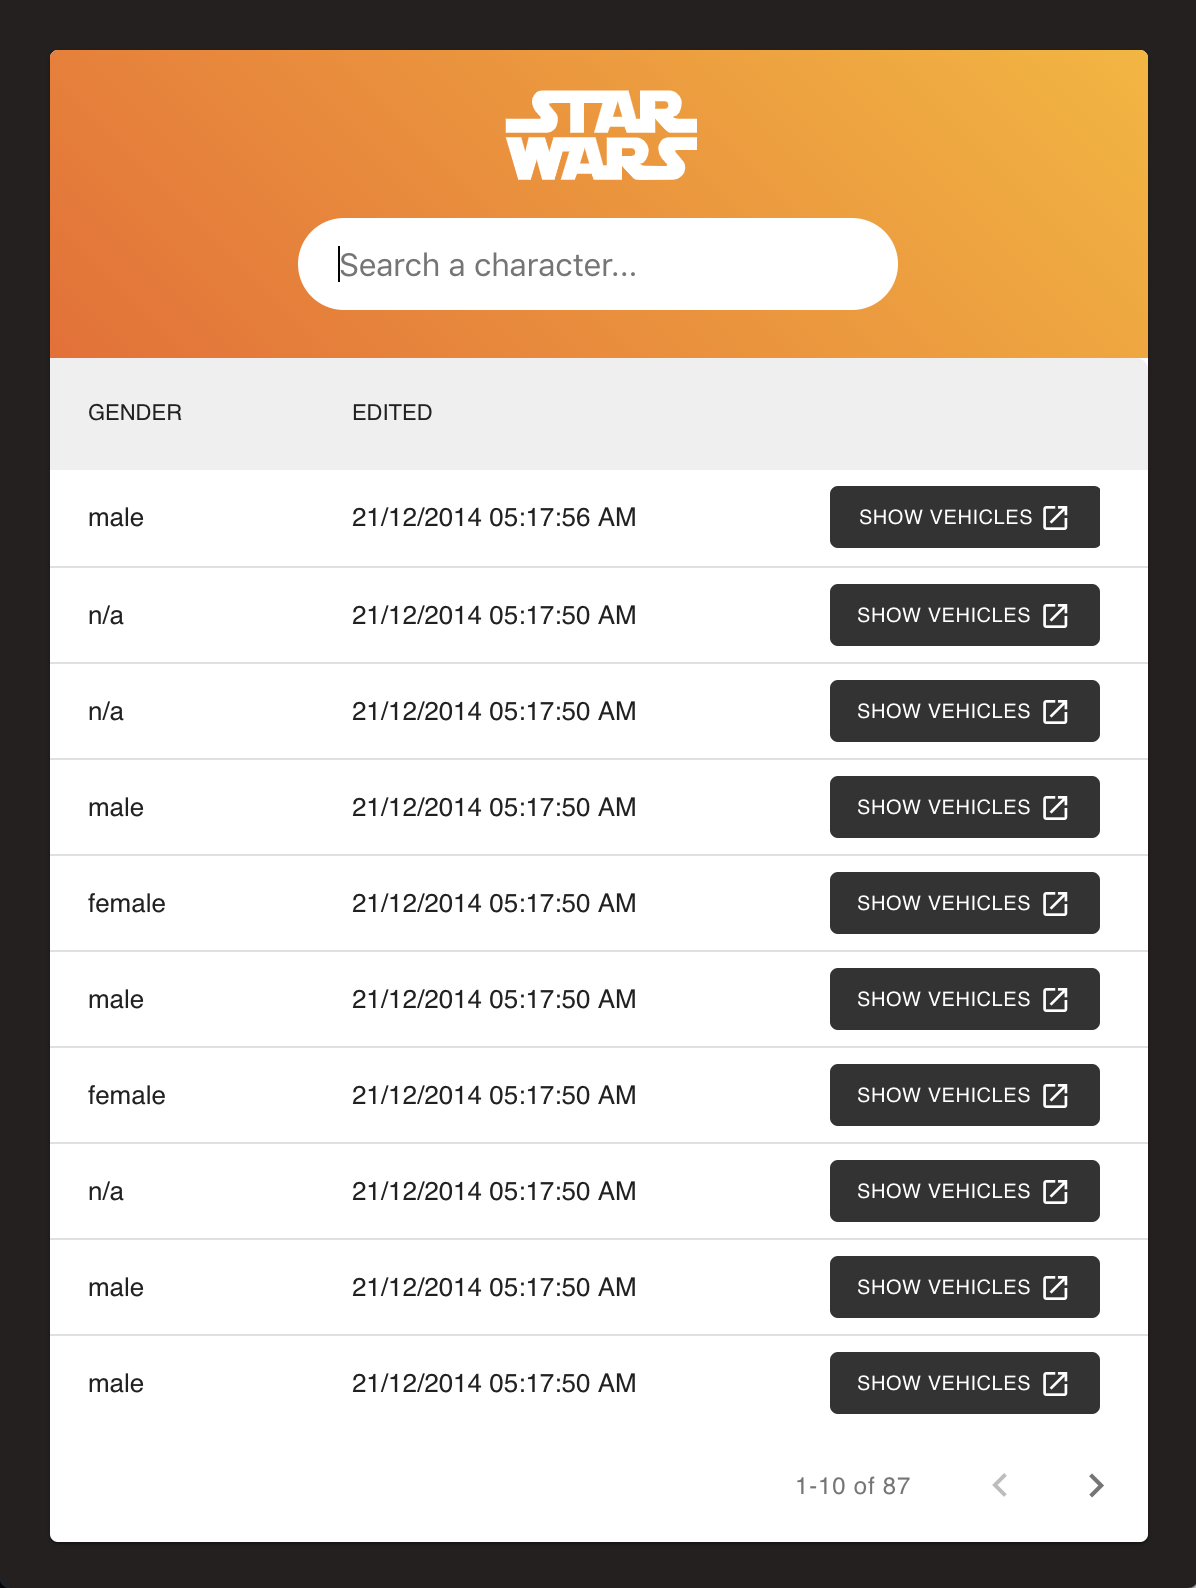 STAR
WARS
Search a character...
GENDER EDITED
male 21/12/2014 05:17:56 AM SHOW VEHICLES
n/a 21/12/2014 05:17:50 AM SHOW VEHICLES
n/a 21/12/2014 05:17:50 AM SHOW VEHICLES
male 21/12/2014 05:17:50 AM SHOW VEHICLES
female 21/12/2014 05:17:50 AM SHOW VEHICLES
male 21/12/2014 05:17:50 AM SHOW VEHICLES
female 21/12/2014 05:17:50 AM SHOW VEHICLES
n/a 21/12/2014 05:17:50 AM SHOW VEHICLES
male 21/12/2014 05:17:50 AM SHOW VEHICLES
male 21/12/2014 05:17:50 AM SHOW VEHICLES
1-10 of 87